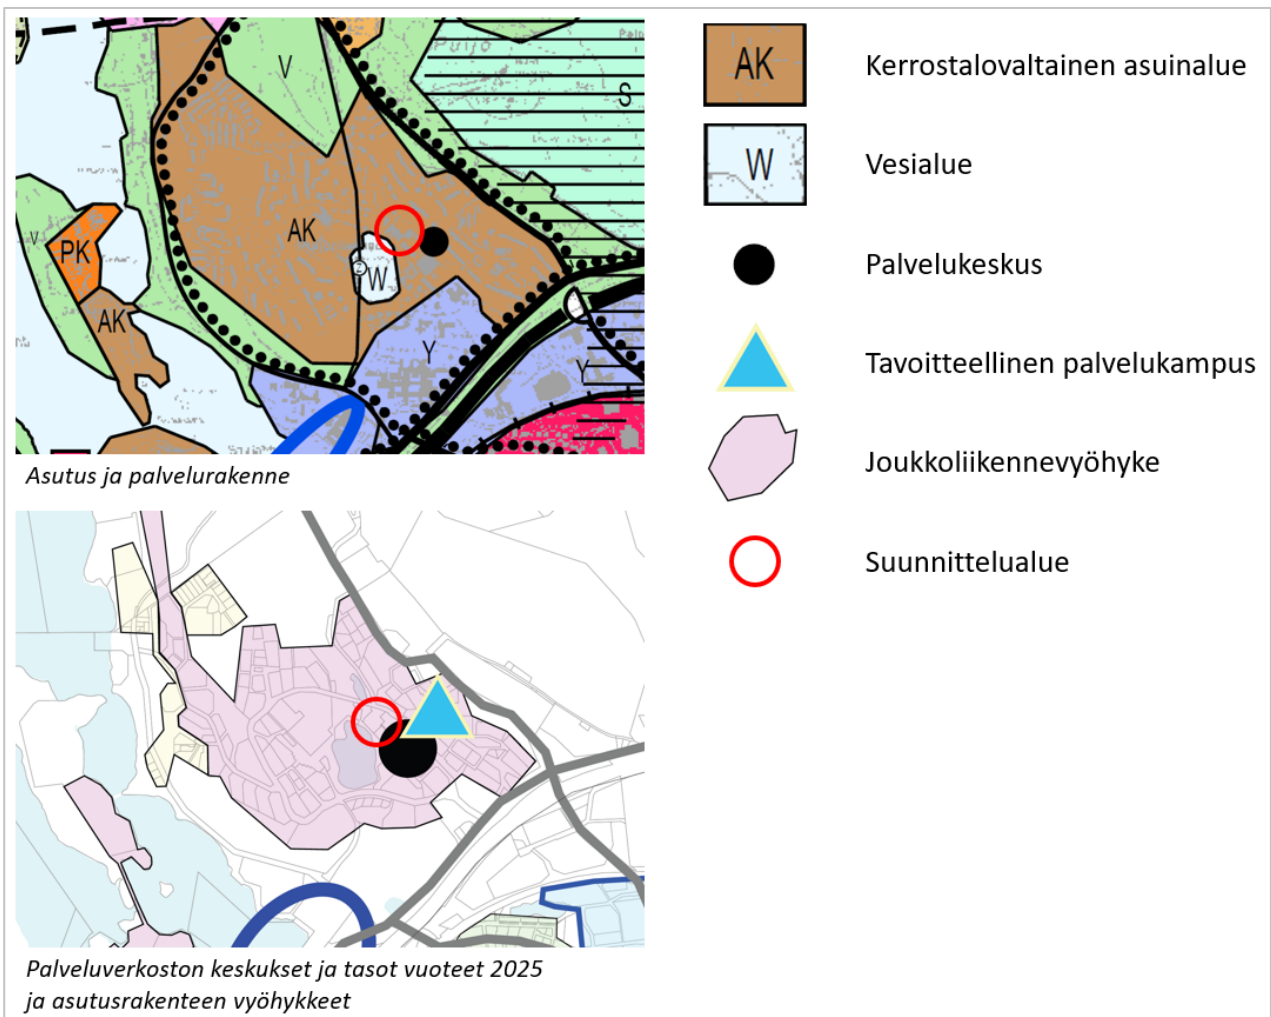 Puijo
V
S
AK
W
V
PK
AK
Y
Y
Asutus ja palvelurakenne
Palveluverkoston keskukset ja tasot vuoteet 2025
ja asutusrakenteen vyöhykkeet
AK Kerrostalovaltainen asuinalue
W Vesialue
Palvelukeskus
Tavoitteellinen palvelukampus
Joukkoliikennevyöhyke
Suunnittelualue